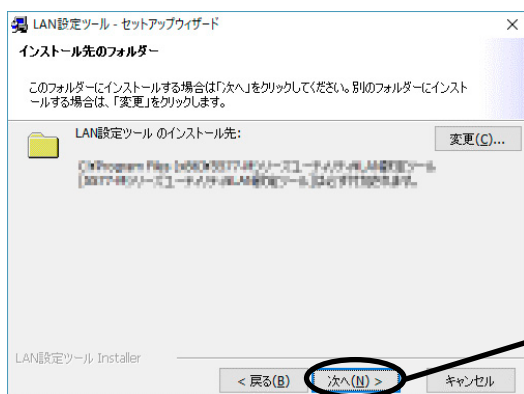 LAN設定ツール - セットアップウィザード
インストール先のフォルダー
このフォルダーにインストールする場合は「次へ」をクリックしてください。別のフォルダーにインスト
ールする場合は、「変更」をクリックします。
LAN設定ツール のインストール先:
変更(C)...
LAN設定ツール Installer
< 戻る(B)
次へ(N) >
キャンセル